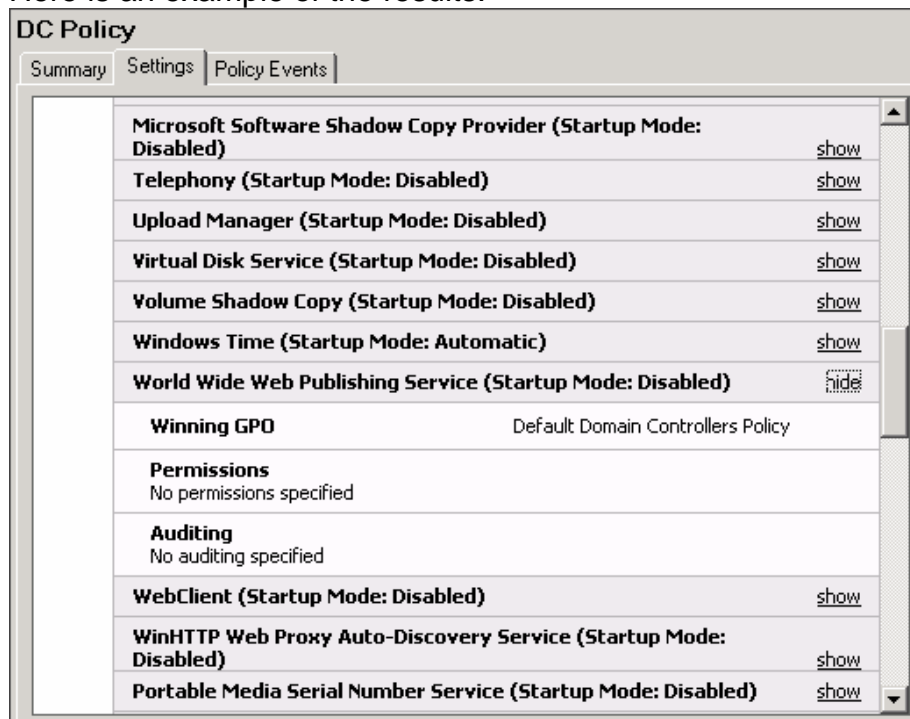 Here is an example of the results.
DC Policy
Summary Settings Policy Events
Microsoft Software Shadow Copy Provider (Startup Mode:
Disabled) show
Telephony (Startup Mode: Disabled) show
Upload Manager (Startup Mode: Disabled) show
Virtual Disk Service (Startup Mode: Disabled) show
Volume Shadow Copy (Startup Mode: Disabled) show
Windows Time (Startup Mode: Automatic) show
World Wide Web Publishing Service (Startup Mode: Disabled) hide
Winning GPO Default Domain Controllers Policy
Permissions
No permissions specified
Auditing
No auditing specified
WebClient (Startup Mode: Disabled) show
WinHTTP Web Proxy Auto-Discovery Service (Startup Mode:
Disabled) show
Portable Media Serial Number Service (Startup Mode: Disabled) show